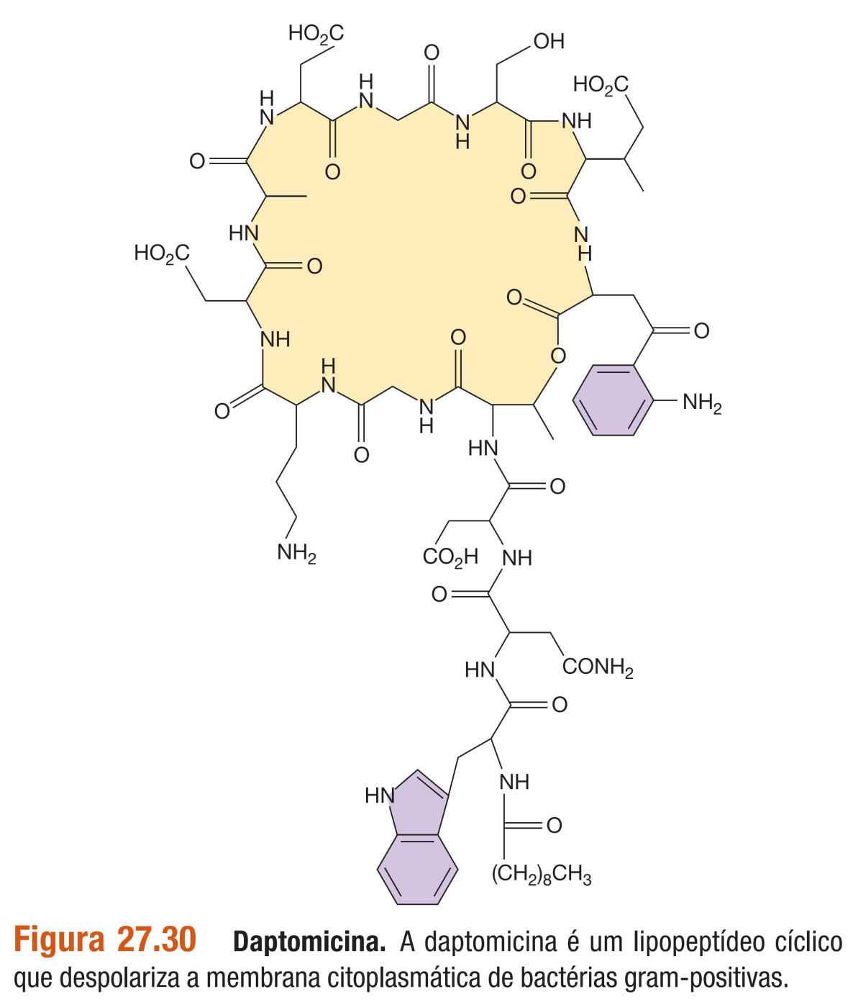 HO2C
OH
O
H
N
HO2C
H
N
N
H
NH
O
O
O
O
HN
N
H
HO2C
O
O
NH
O
O
O
H
N
N
H
O
O
NH2
HN
O
NH2
CO2H
NH
O
HN
CONH2
O
HN
NH
O
(CH2)8CH3
Figura 27.30 Daptomicina. A daptomicina é um lipopeptídeo cíclico
que despolariza a membrana citoplasmática de bactérias gram-positivas.